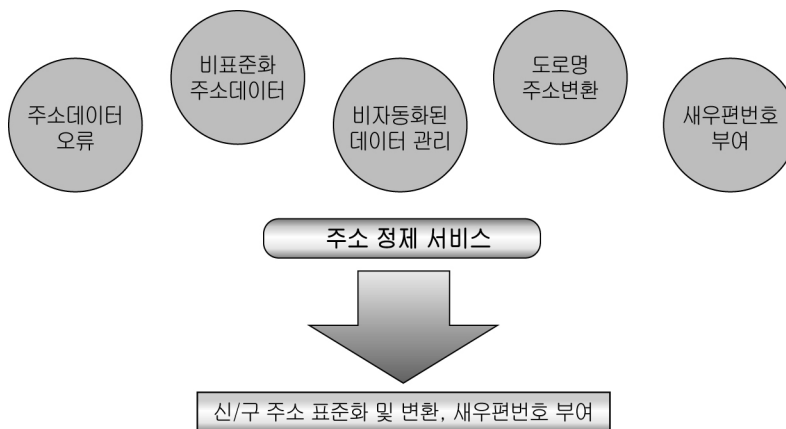 주소데이터
오류
비표준화
주소데이터
비자동화된
데이터 관리
도로명
주소변환
새우편번호
부여
주소 정제 서비스
신/구 주소 표준화 및 변환, 새우편번호 부여